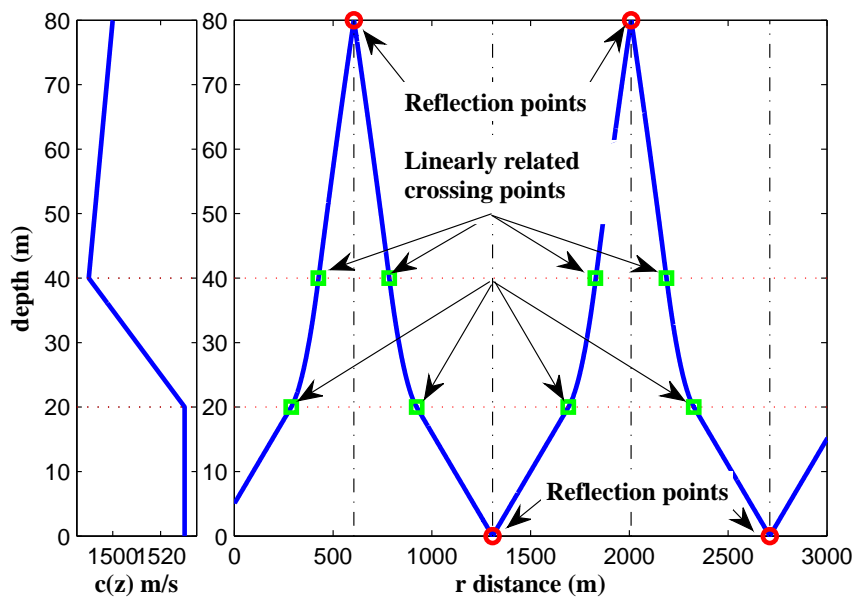 80
70
60
50
40
30
20
10
0
1500 1520
c(z) m/s
depth (m)
80
70
60
50
40
30
20
10
0
0 500 1000 1500 2000 2500 3000
r distance (m)
Reflection points
Linearly related
crossing points
Reflection points